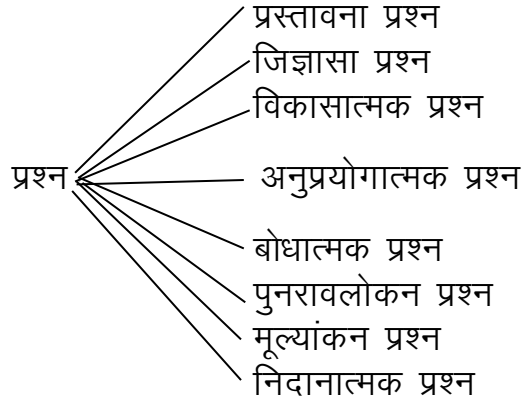 प्रस्तावना प्रश्न
जिज्ञासा प्रश्न
विकासात्मक प्रश्न
प्रश्न
अनुप्रयोगात्मक प्रश्न
बोधात्मक प्रश्न
पुनरावलोकन प्रश्न
मूल्यांकन प्रश्न
निदानात्मक प्रश्न